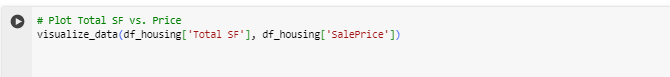 # Plot Total SF vs. Price
visualize_data(df_housing['Total SF'], df_housing['SalePrice'])